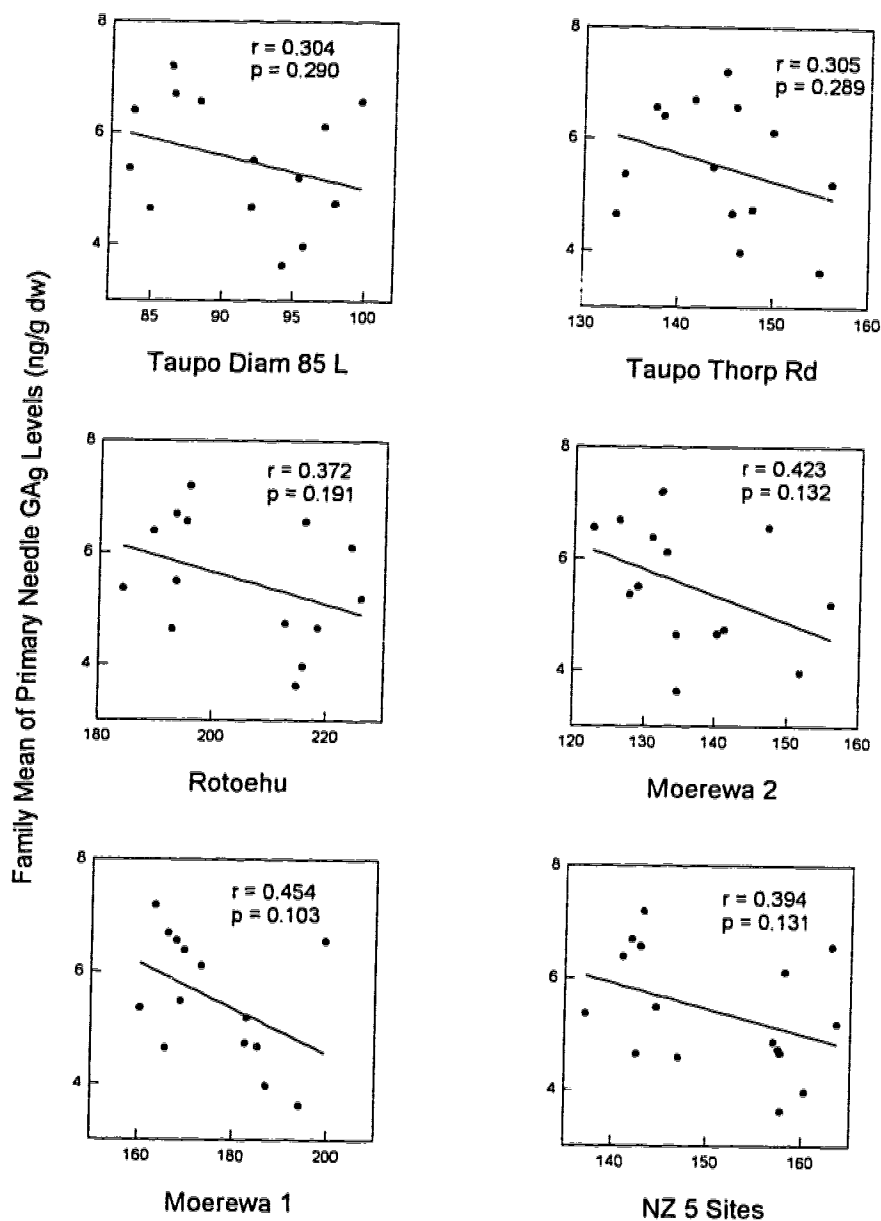 Family Mean of Primary Needle GAg Levels (ng/g dw)
8
6
4
r = 0.304
p = 0.290
85 90 95 100
Taupo Diam 85 L
8
6
4
r = 0.305
p = 0.289
130 140 150 160
Taupo Thorp Rd
8
6
4
r = 0.372
p = 0.191
180 200 220
Rotoehu
8
6
4
r = 0.423
p = 0.132
120 130 140 150 160
Moerewa 2
8
6
4
r = 0.454
p = 0.103
160 180 200
Moerewa 1
8
6
4
r = 0.394
p = 0.131
140 150 160
NZ 5 Sites